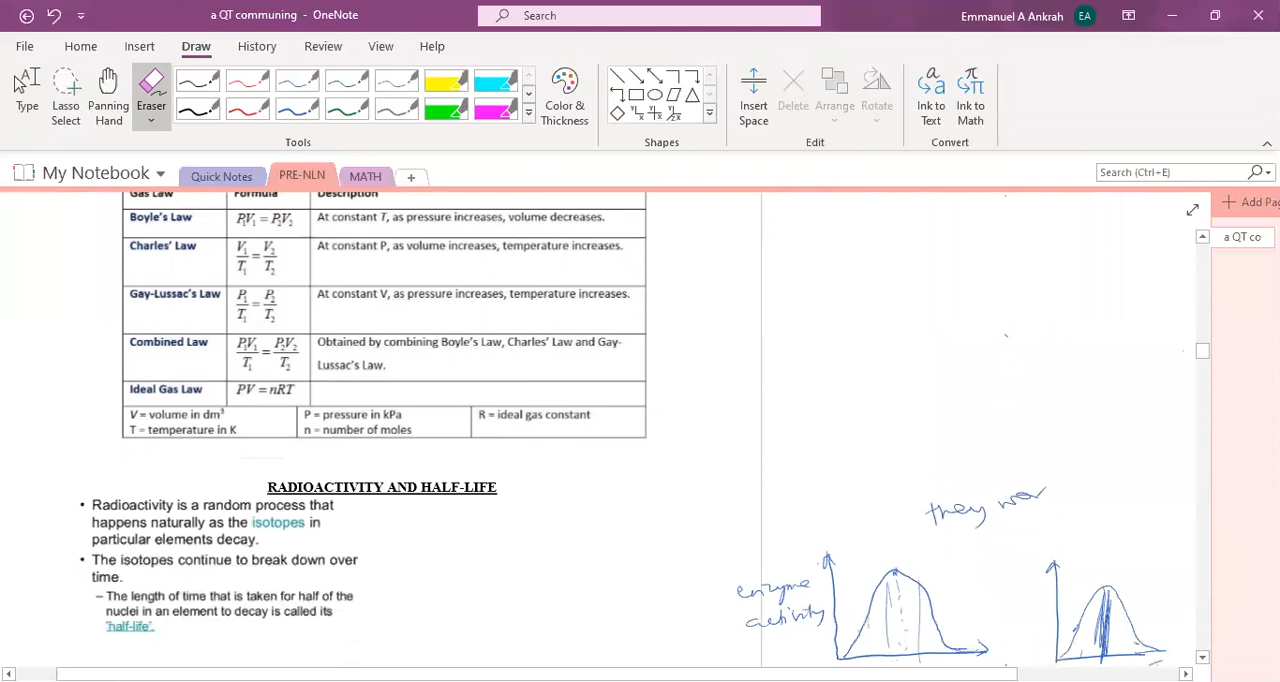 a QT communing - OneNote
Search
Emmanuel A Ankrah
EA
File Home Insert Draw History Review View Help
Type
Lasso Select
Panning Hand
Eraser
Color & Thickness
Insert Space
Delete
Arrange
Rotate
Ink to Text
Ink to Math
Tools
Shapes
Edit
Convert
My Notebook
Quick Notes
PRE-NLN
MATH
Search (Ctrl+E)
Add Pag
a QT co
Gas Law Formula Description
Boyle's Law P₁V₁ = P₂V₂ At constant T, as pressure increases, volume decreases.
Charles' Law V₁/T₁ = V₂/T₂ At constant P, as volume increases, temperature increases.
Gay-Lussac's Law P₁/T₁ = P₂/T₂ At constant V, as pressure increases, temperature increases.
Combined Law P₁V₁/T₁ = P₂V₂/T₂ Obtained by combining Boyle's Law, Charles' Law and Gay-
Lussac's Law.
Ideal Gas Law PV = nRT
V = volume in dm³ P = pressure in kPa R = ideal gas constant
T = temperature in K n = number of moles
RADIOACTIVITY AND HALF-LIFE
• Radioactivity is a random process that
happens naturally as the isotopes in
particular elements decay.
• The isotopes continue to break down over
time.
– The length of time that is taken for half of the
nuclei in an element to decay is called its
'half-life'.
they
enzyme
activity